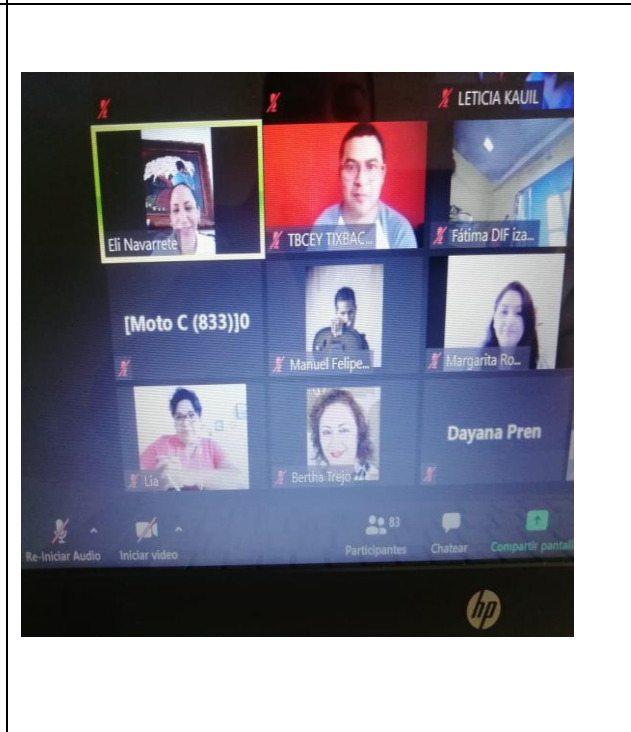 LETICIA KAUIL
Eli Navarrete
TBCEY TIXBAC...
Fátima DIF iza...
[Moto C (833)]0
Manuel Felipe...
Margarita Ro...
Lia
Bertha Trejo
Dayana Pren
Re-Iniciar Audio
Iniciar video
83
Participantes
Chatear
Compartir pantall
hp